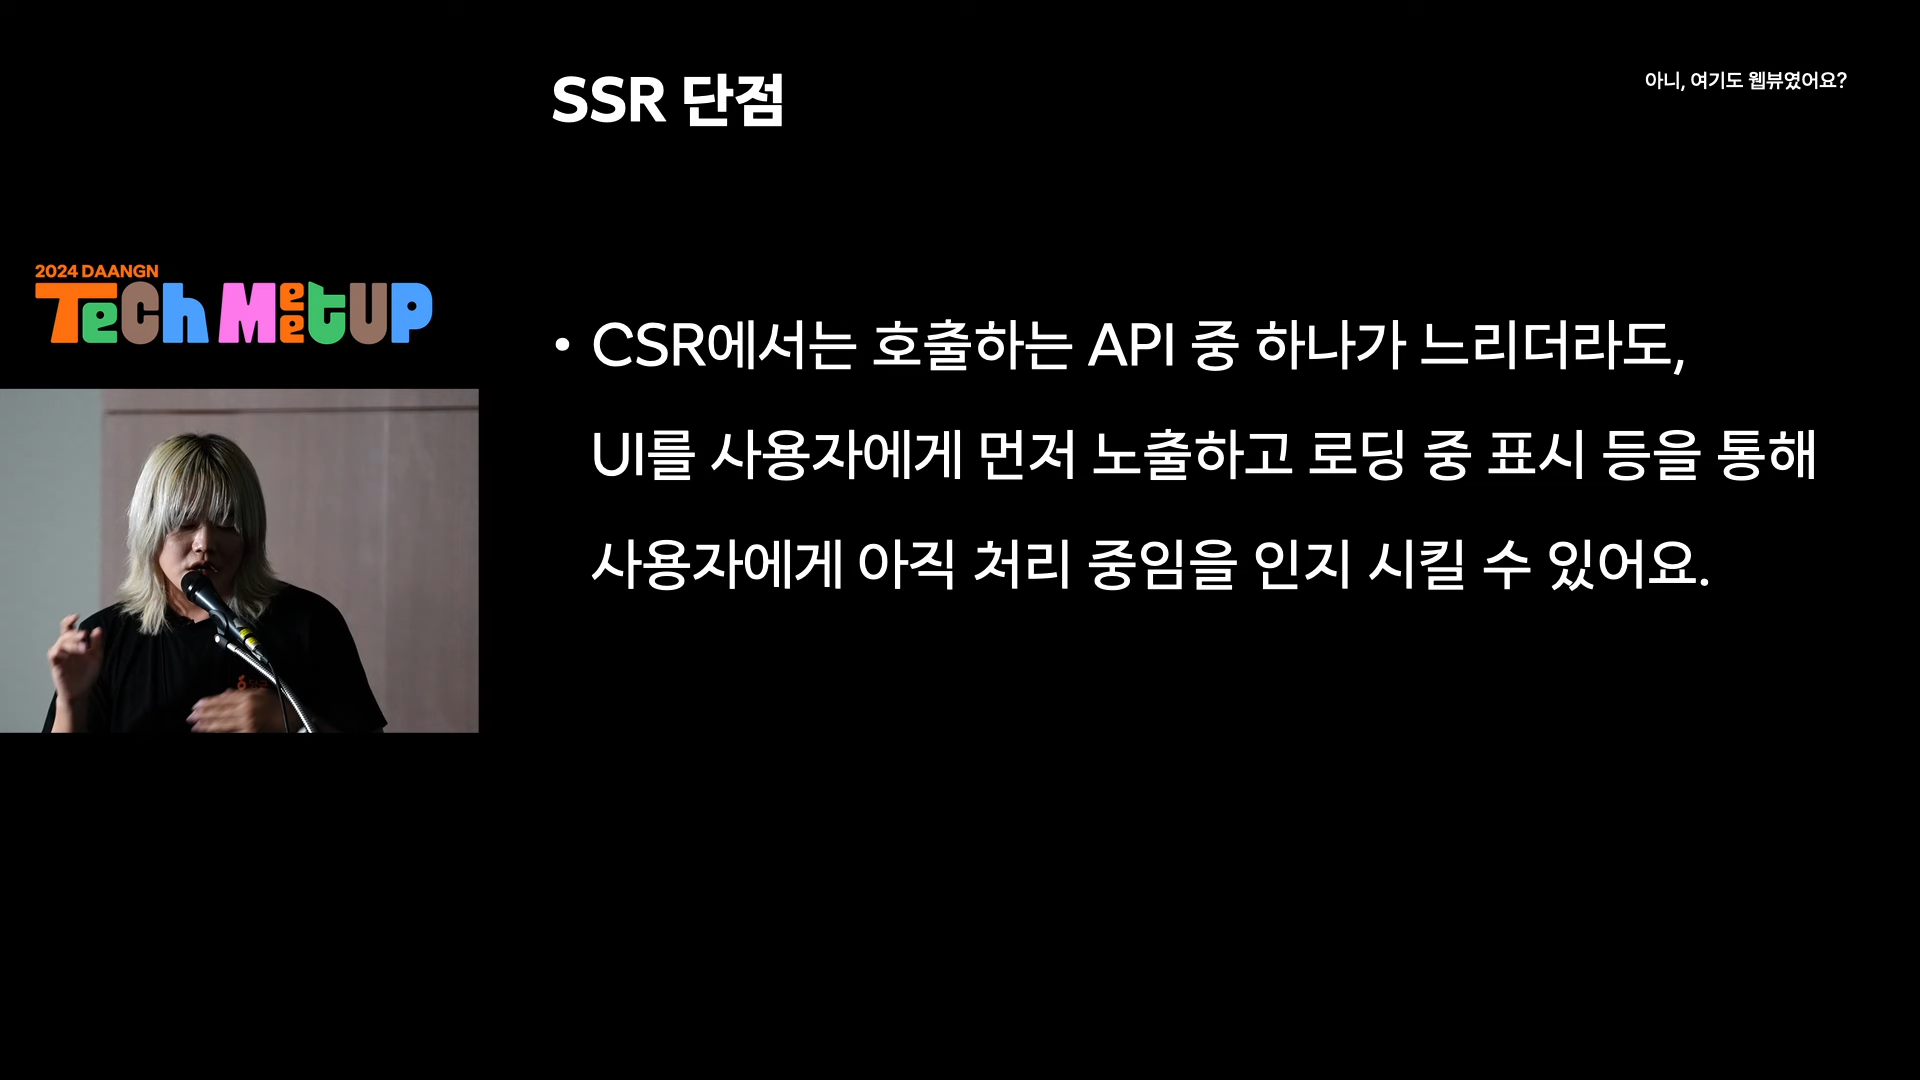 SSR 단점
아니, 여기도 웹뷰였어요?
2024 DAANGN
TeCh MeetUP
• CSR에서는 호출하는 API 중 하나가 느리더라도,
UI를 사용자에게 먼저 노출하고 로딩 중 표시 등을 통해
사용자에게 아직 처리 중임을 인지 시킬 수 있어요.